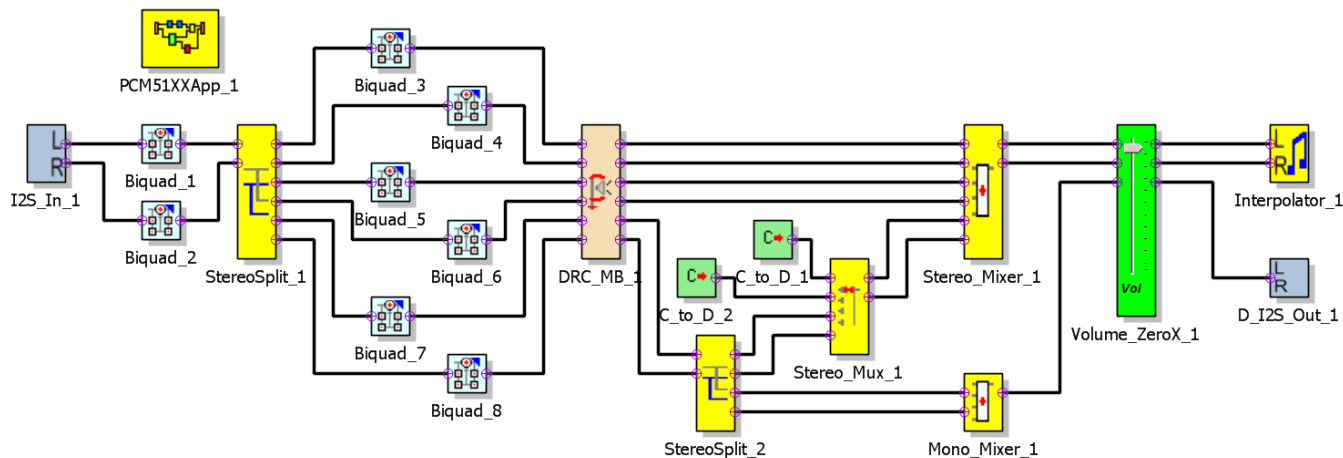 PCM51XXApp_1
Biquad_3
Biquad_4
L
R
I2S_In_1
Biquad_1
Biquad_2
StereoSplit_1
Biquad_5
Biquad_6
Biquad_7
Biquad_8
DRC_MB_1
C
C_to_D_1
C
C_to_D_2
Stereo_Mux_1
StereoSplit_2
Stereo_Mixer_1
Mono_Mixer_1
Vol
Volume_ZeroX_1
L
R
Interpolator_1
L
R
D_I2S_Out_1